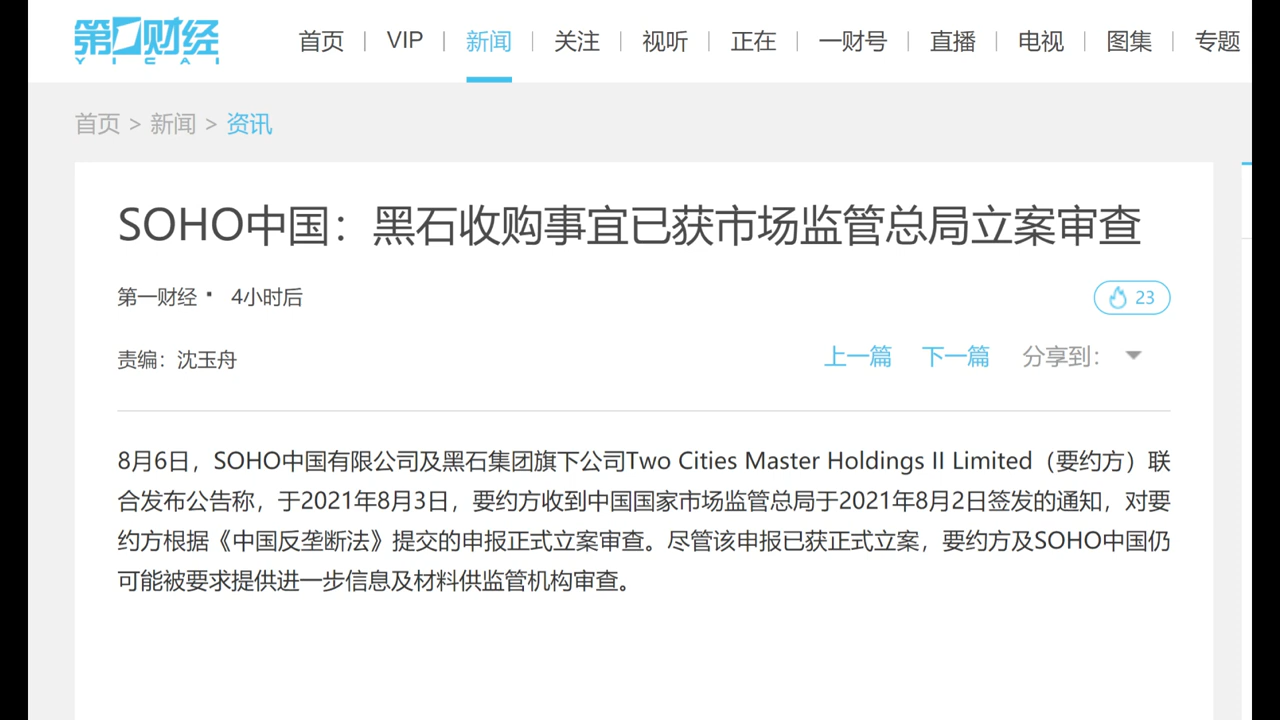 第一财经
YICAI
首页 | VIP | 新闻 | 关注 | 视听 | 正在 | 一财号 | 直播 | 电视 | 图集 | 专题
首页 > 新闻 > 资讯
SOHO中国：黑石收购事宜已获市场监管总局立案审查
第一财经 · 4小时后
23
责编：沈玉舟
上一篇 下一篇 分享到：
8月6日，SOHO中国有限公司及黑石集团旗下公司Two Cities Master Holdings II Limited（要约方）联
合发布公告称，于2021年8月3日，要约方收到中国国家市场监管总局于2021年8月2日签发的通知，对要
约方根据《中国反垄断法》提交的申报正式立案审查。尽管该申报已获正式立案，要约方及SOHO中国仍
可能被要求提供进一步信息及材料供监管机构审查。